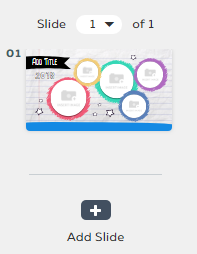 Slide 1 of 1
01
ADD TITLE
2018
Add Slide